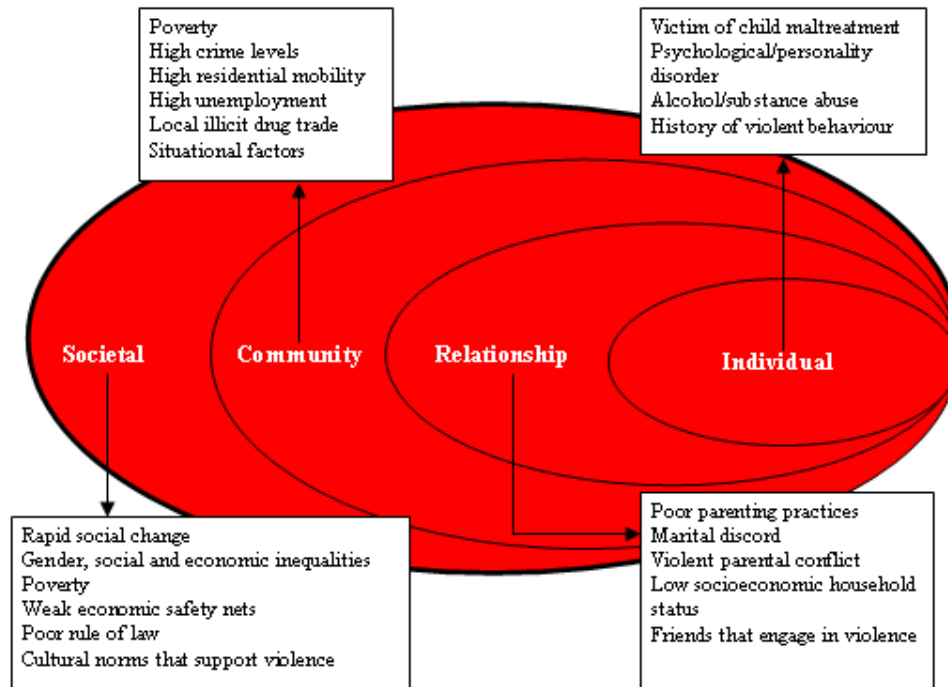 Poverty
High crime levels
High residential mobility
High unemployment
Local illicit drug trade
Situational factors
Victim of child maltreatment
Psychological/personality
disorder
Alcohol/substance abuse
History of violent behaviour
Societal
Community
Relationship
Individual
Rapid social change
Gender, social and economic inequalities
Poverty
Weak economic safety nets
Poor rule of law
Cultural norms that support violence
Poor parenting practices
Marital discord
Violent parental conflict
Low socioeconomic household
status
Friends that engage in violence